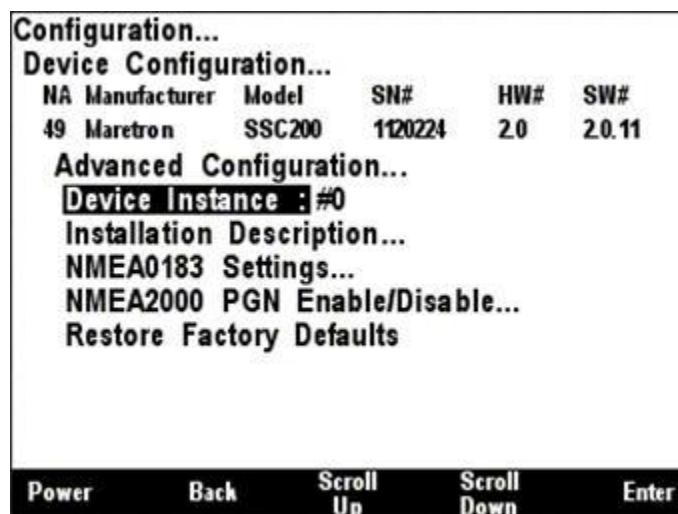 Configuration...
Device Configuration...
NA Manufacturer Model SN# HW# SW#
49 Maretron SSC200 1120224 2.0 2.0.11
Advanced Configuration...
Device Instance : #0
Installation Description...
NMEA0183 Settings...
NMEA2000 PGN Enable/Disable...
Restore Factory Defaults
Power Back Scroll Up Scroll Down Enter